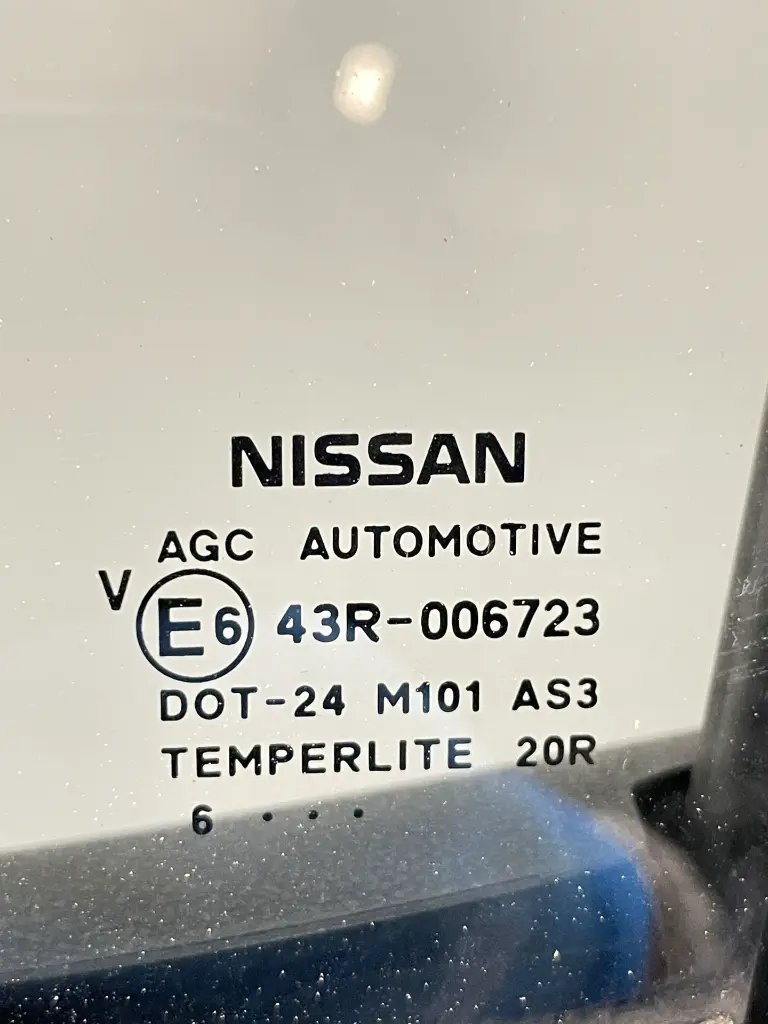 NISSAN
AGC AUTOMOTIVE
V E6 43R-006723
DOT-24 M101 AS3
TEMPERLITE 20R
6 . . .